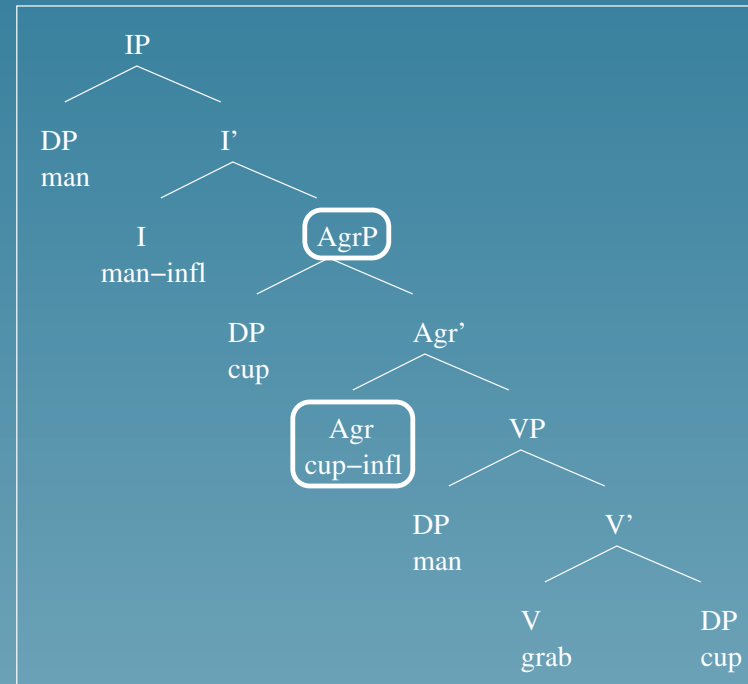 IP
DP
man
I’
I
man−infl
AgrP
DP
cup
Agr’
Agr
cup−infl
VP
DP
man
V’
V
grab
DP
cup